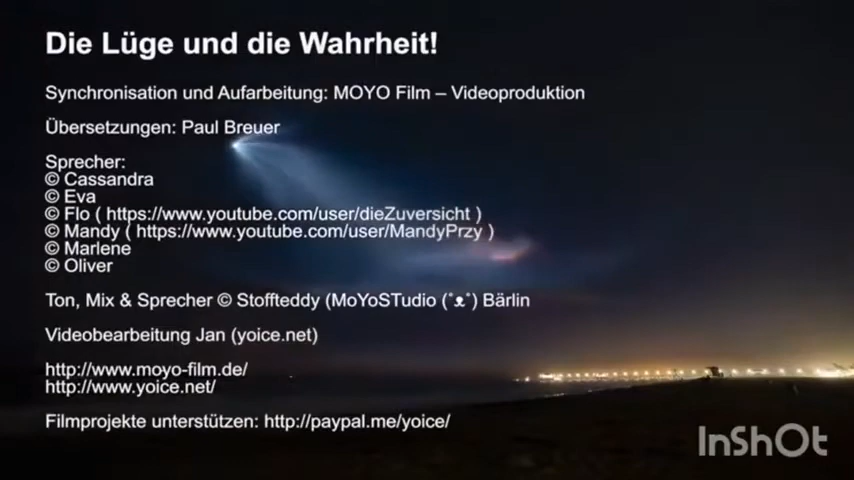 Die Lüge und die Wahrheit!
Synchronisation und Aufarbeitung: MOYO Film – Videoproduktion
Übersetzungen: Paul Breuer
Sprecher:
© Cassandra
© Eva
© Flo ( https://www.youtube.com/user/dieZuversicht )
© Mandy ( https://www.youtube.com/user/MandyPrzy )
© Marlene
© Oliver
Ton, Mix & Sprecher © Stoffteddy (MoYoSTudio (˚ᴥ˚) Bärlin
Videobearbeitung Jan (yoice.net)
http://www.moyo-film.de/
http://www.yoice.net/
Filmprojekte unterstützen: http://paypal.me/yoice/
InShOt